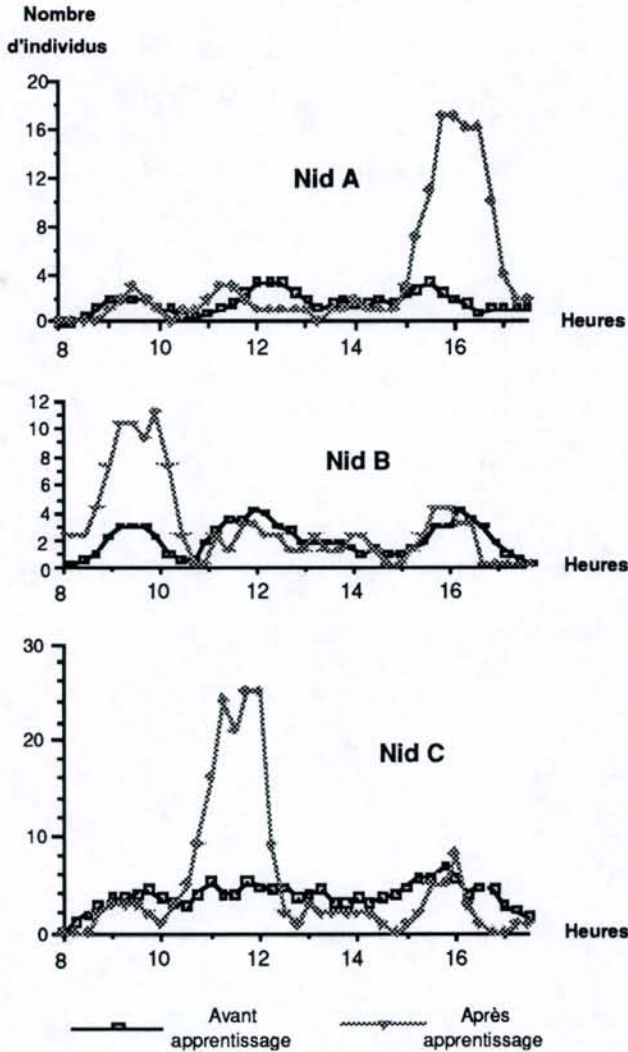 Nombre
d'individus
20
16
12
8
4
0
Nid A
8 10 12 14 16
Heures
12
10
8
6
4
2
0
Nid B
8 10 12 14 16
Heures
30
20
10
0
Nid C
8 10 12 14 16
Heures
Avant
apprentissage
Après
apprentissage